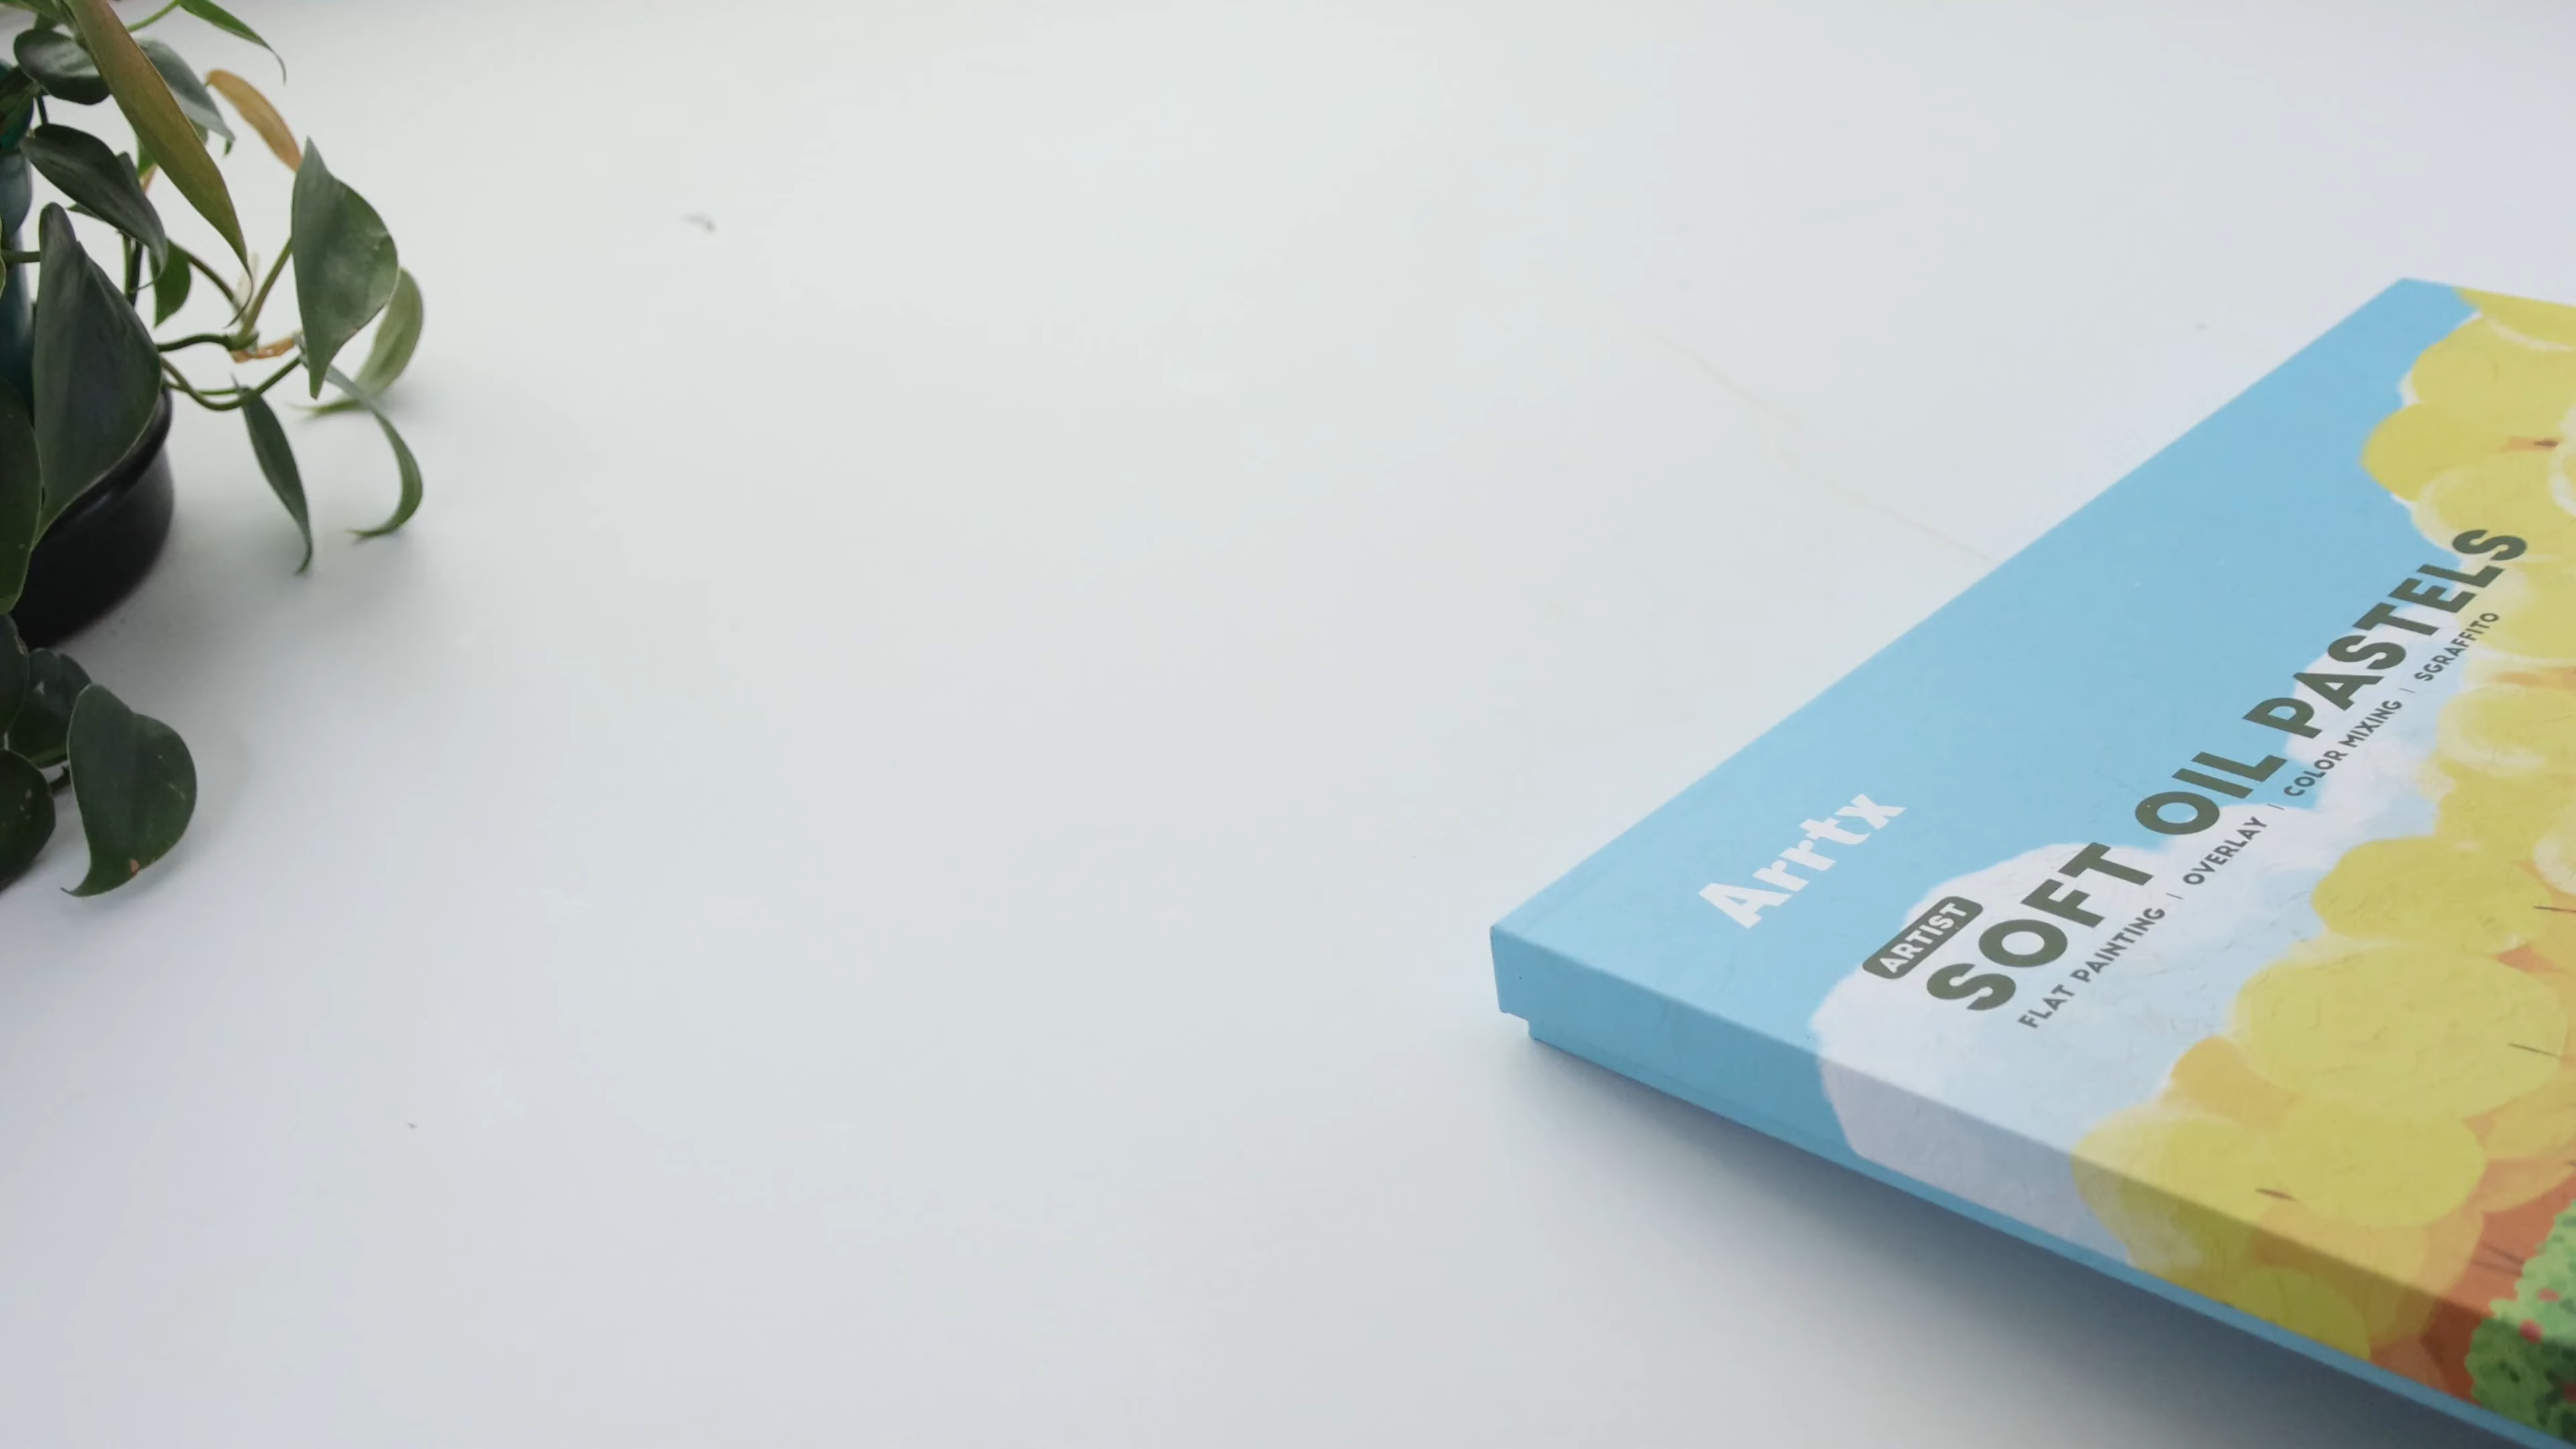 Arrtx
ARTIST
SOFT OIL PASTELS
FLAT PAINTING | OVERLAY | COLOR MIXING | SGRAFFITO